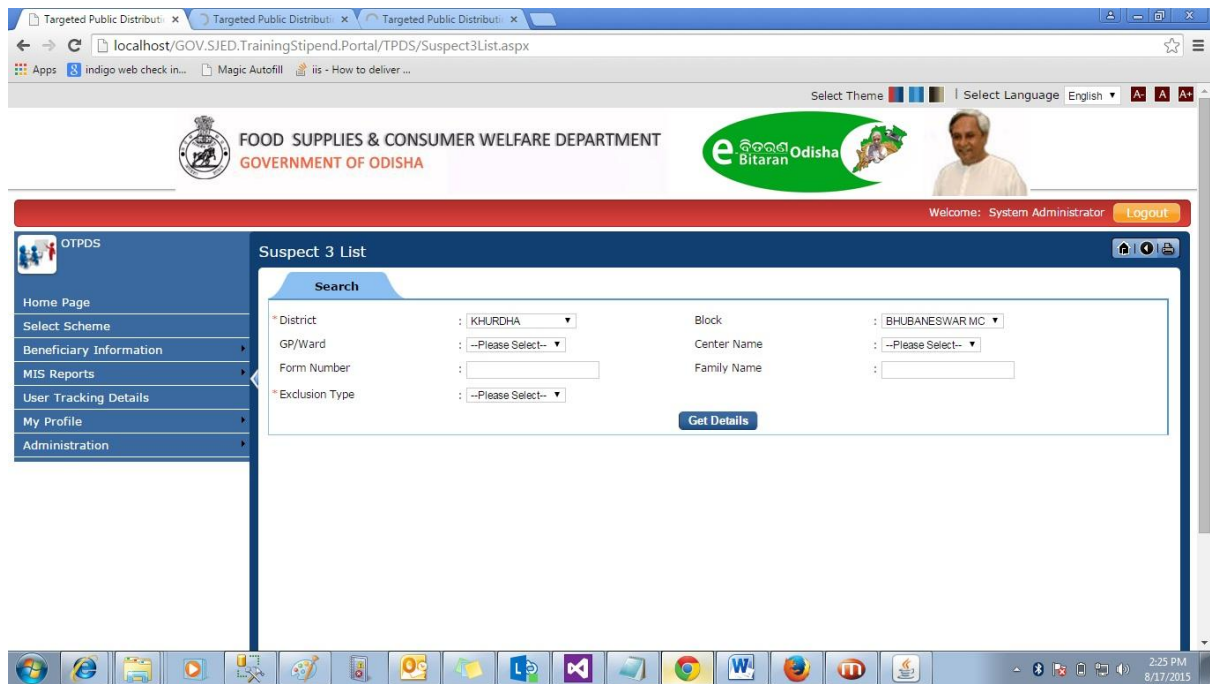 Targeted Public Distributi × Targeted Public Distributi × Targeted Public Distributi ×
localhost/GOV.SJED.TrainingStipend.Portal/TPDS/Suspect3List.aspx
Apps indigo web check in... Magic Autofill iis - How to deliver ...
Select Theme | Select Language English A- A A+
FOOD SUPPLIES & CONSUMER WELFARE DEPARTMENT
GOVERNMENT OF ODISHA
e-ବିତରଣ Bitaran Odisha
Welcome: System Administrator Logout
OTPDS
Suspect 3 List
Search
Home Page
Select Scheme
Beneficiary Information
MIS Reports
User Tracking Details
My Profile
Administration
*District : KHURDHA Block : BHUBANESWAR MC
GP/Ward : --Please Select-- Center Name : --Please Select--
Form Number : Family Name :
*Exclusion Type : --Please Select--
Get Details
2:25 PM
8/17/2015